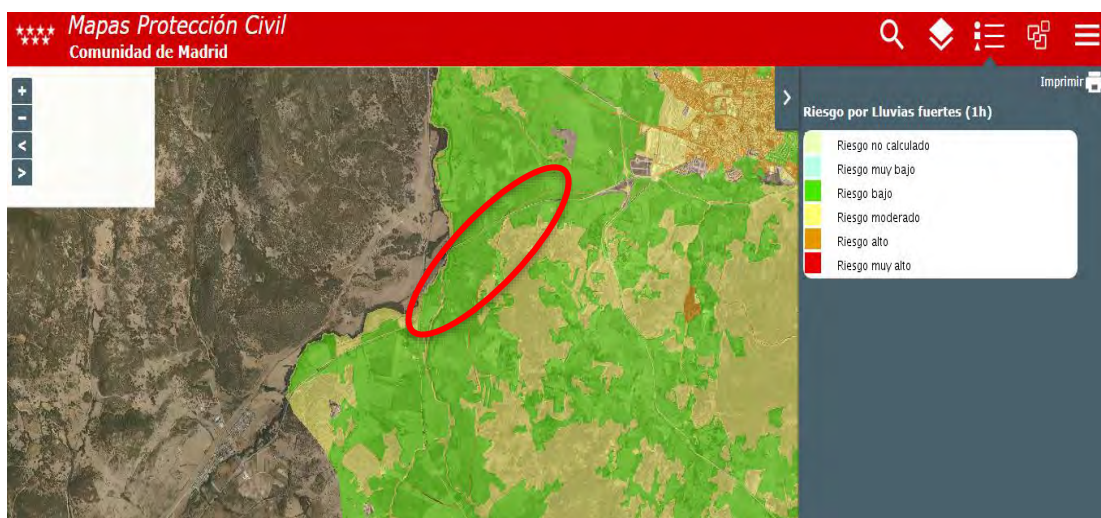 Mapas Protección Civil
Comunidad de Madrid
+
-
<
>
>
Imprimir
Riesgo por Lluvias fuertes (1h)
Riesgo no calculado
Riesgo muy bajo
Riesgo bajo
Riesgo moderado
Riesgo alto
Riesgo muy alto